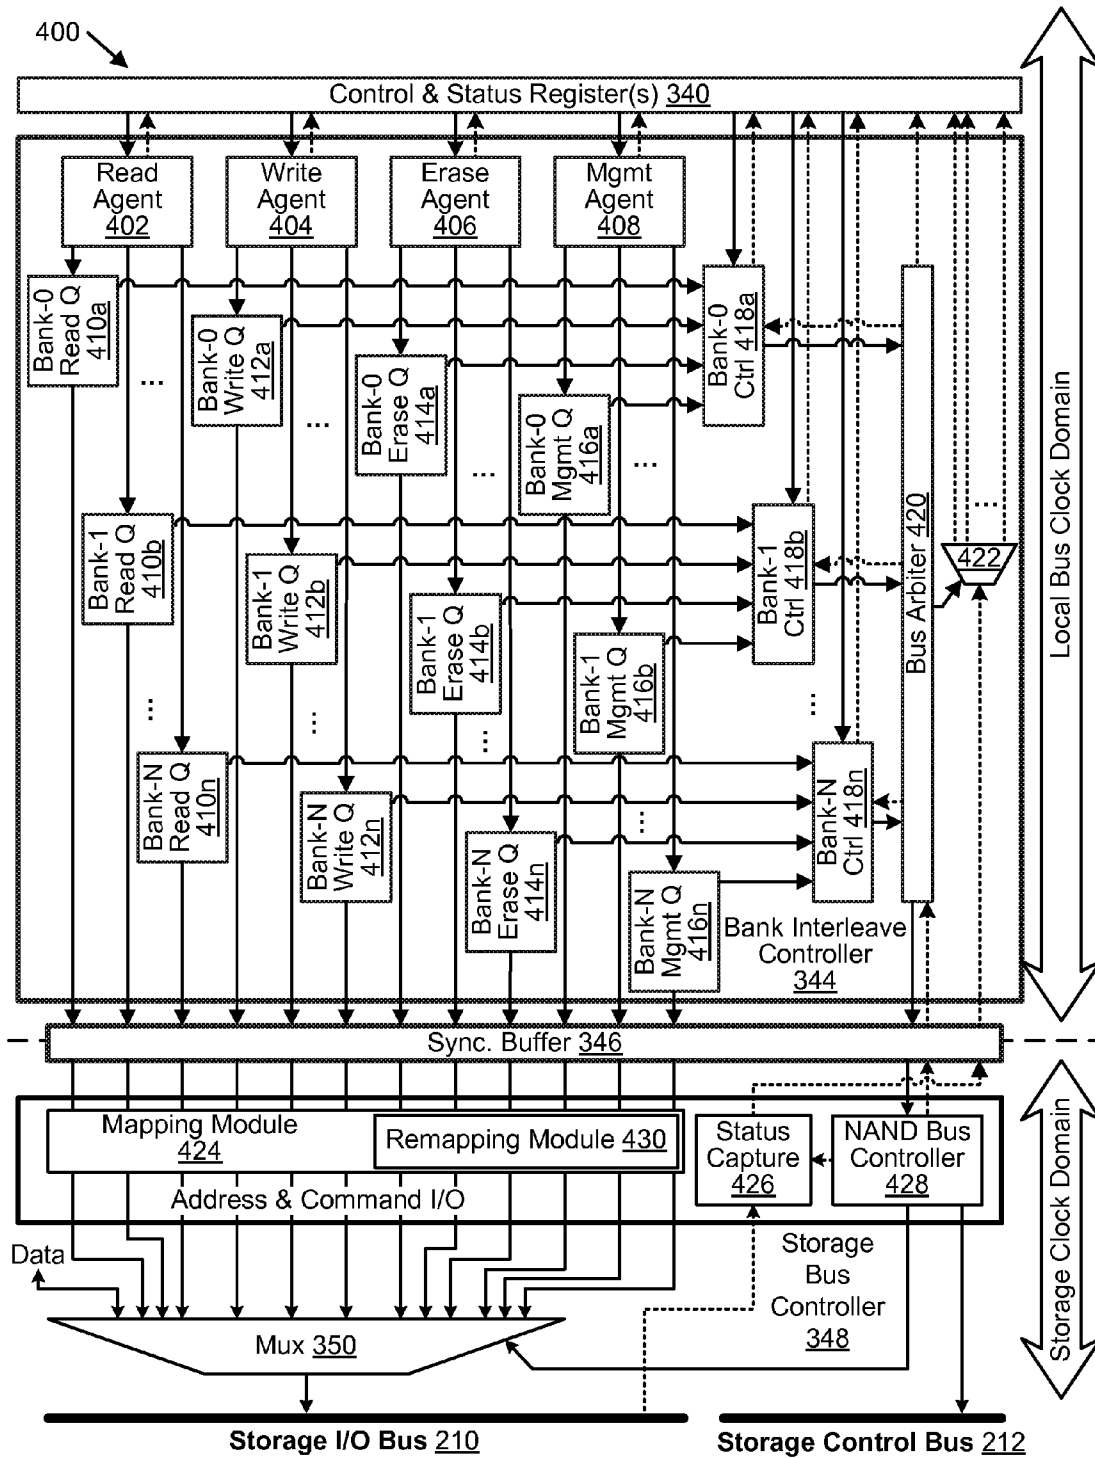 400
Control & Status Register(s) 340
Read
Agent
402
Write
Agent
404
Erase
Agent
406
Mgmt
Agent
408
Bank-0
Read Q
410a
Bank-0
Write Q
412a
Bank-0
Erase Q
414a
Bank-0
Mgmt Q
416a
Bank-0
Ctrl 418a
...
...
...
...
Bank-1
Read Q
410b
Bank-1
Write Q
412b
Bank-1
Erase Q
414b
Bank-1
Mgmt Q
416b
Bank-1
Ctrl 418b
Bus Arbiter 420
...
422
...
...
...
...
...
Bank-N
Read Q
410n
Bank-N
Write Q
412n
Bank-N
Erase Q
414n
Bank-N
Mgmt Q
416n
Bank-N
Ctrl 418n
Bank Interleave
Controller
344
Local Bus Clock Domain
Sync. Buffer 346
Mapping Module
424
Remapping Module 430
Address & Command I/O
Status
Capture
426
NAND Bus
Controller
428
Storage
Bus
Controller
348
Storage Clock Domain
Data
Mux 350
Storage I/O Bus 210
Storage Control Bus 212